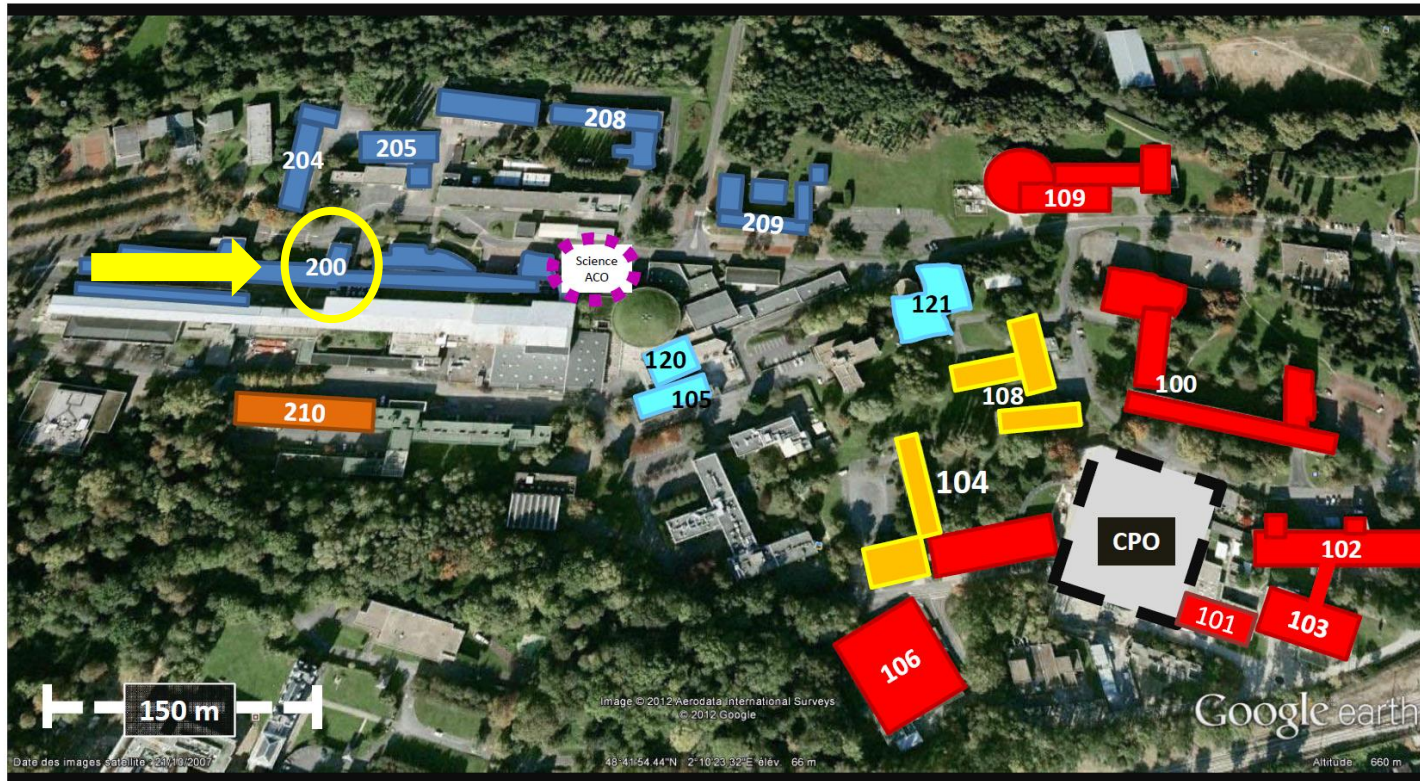 208
204
205
109
209
200
Science
ACO
121
120
100
105
108
210
104
CPO
102
101
103
106
150 m
Image © 2012 Aerodata International Surveys
© 2012 Google
Google earth
Date des images satellite : 21/10/2007
48°41'54.44"N 2°10'23.32"E élév. 66 m
Altitude 660 m